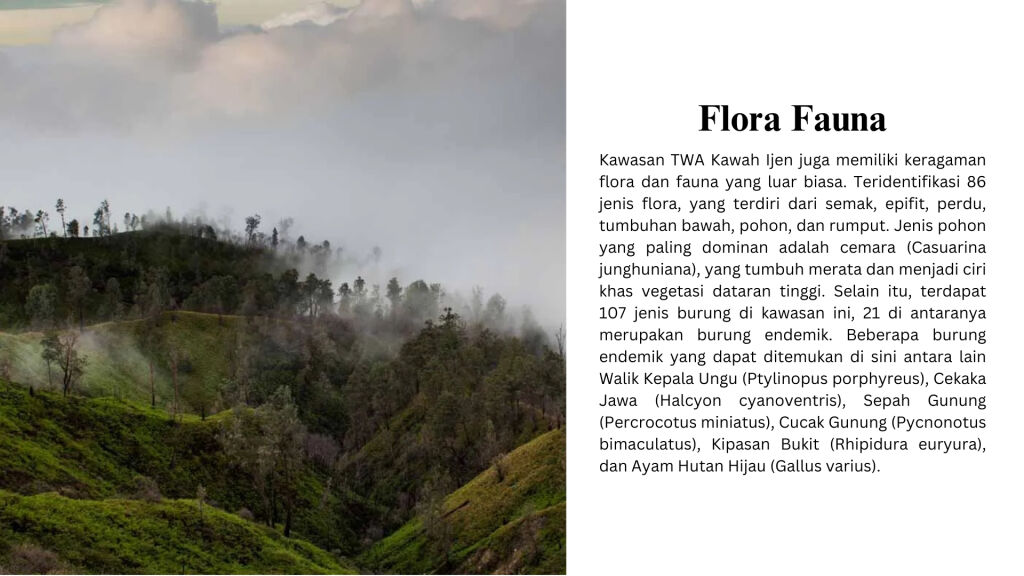 Flora Fauna
Kawasan TWA Kawah Ijen juga memiliki keragaman
flora dan fauna yang luar biasa. Teridentifikasi 86
jenis flora, yang terdiri dari semak, epifit, perdu,
tumbuhan bawah, pohon, dan rumput. Jenis pohon
yang paling dominan adalah cemara (Casuarina
junghuniana), yang tumbuh merata dan menjadi ciri
khas vegetasi dataran tinggi. Selain itu, terdapat
107 jenis burung di kawasan ini, 21 di antaranya
merupakan burung endemik. Beberapa burung
endemik yang dapat ditemukan di sini antara lain
Walik Kepala Ungu (Ptylinopus porphyreus), Cekaka
Jawa (Halcyon cyanoventris), Sepah Gunung
(Percrocotus miniatus), Cucak Gunung (Pycnonotus
bimaculatus), Kipasan Bukit (Rhipidura euryura),
dan Ayam Hutan Hijau (Gallus varius).